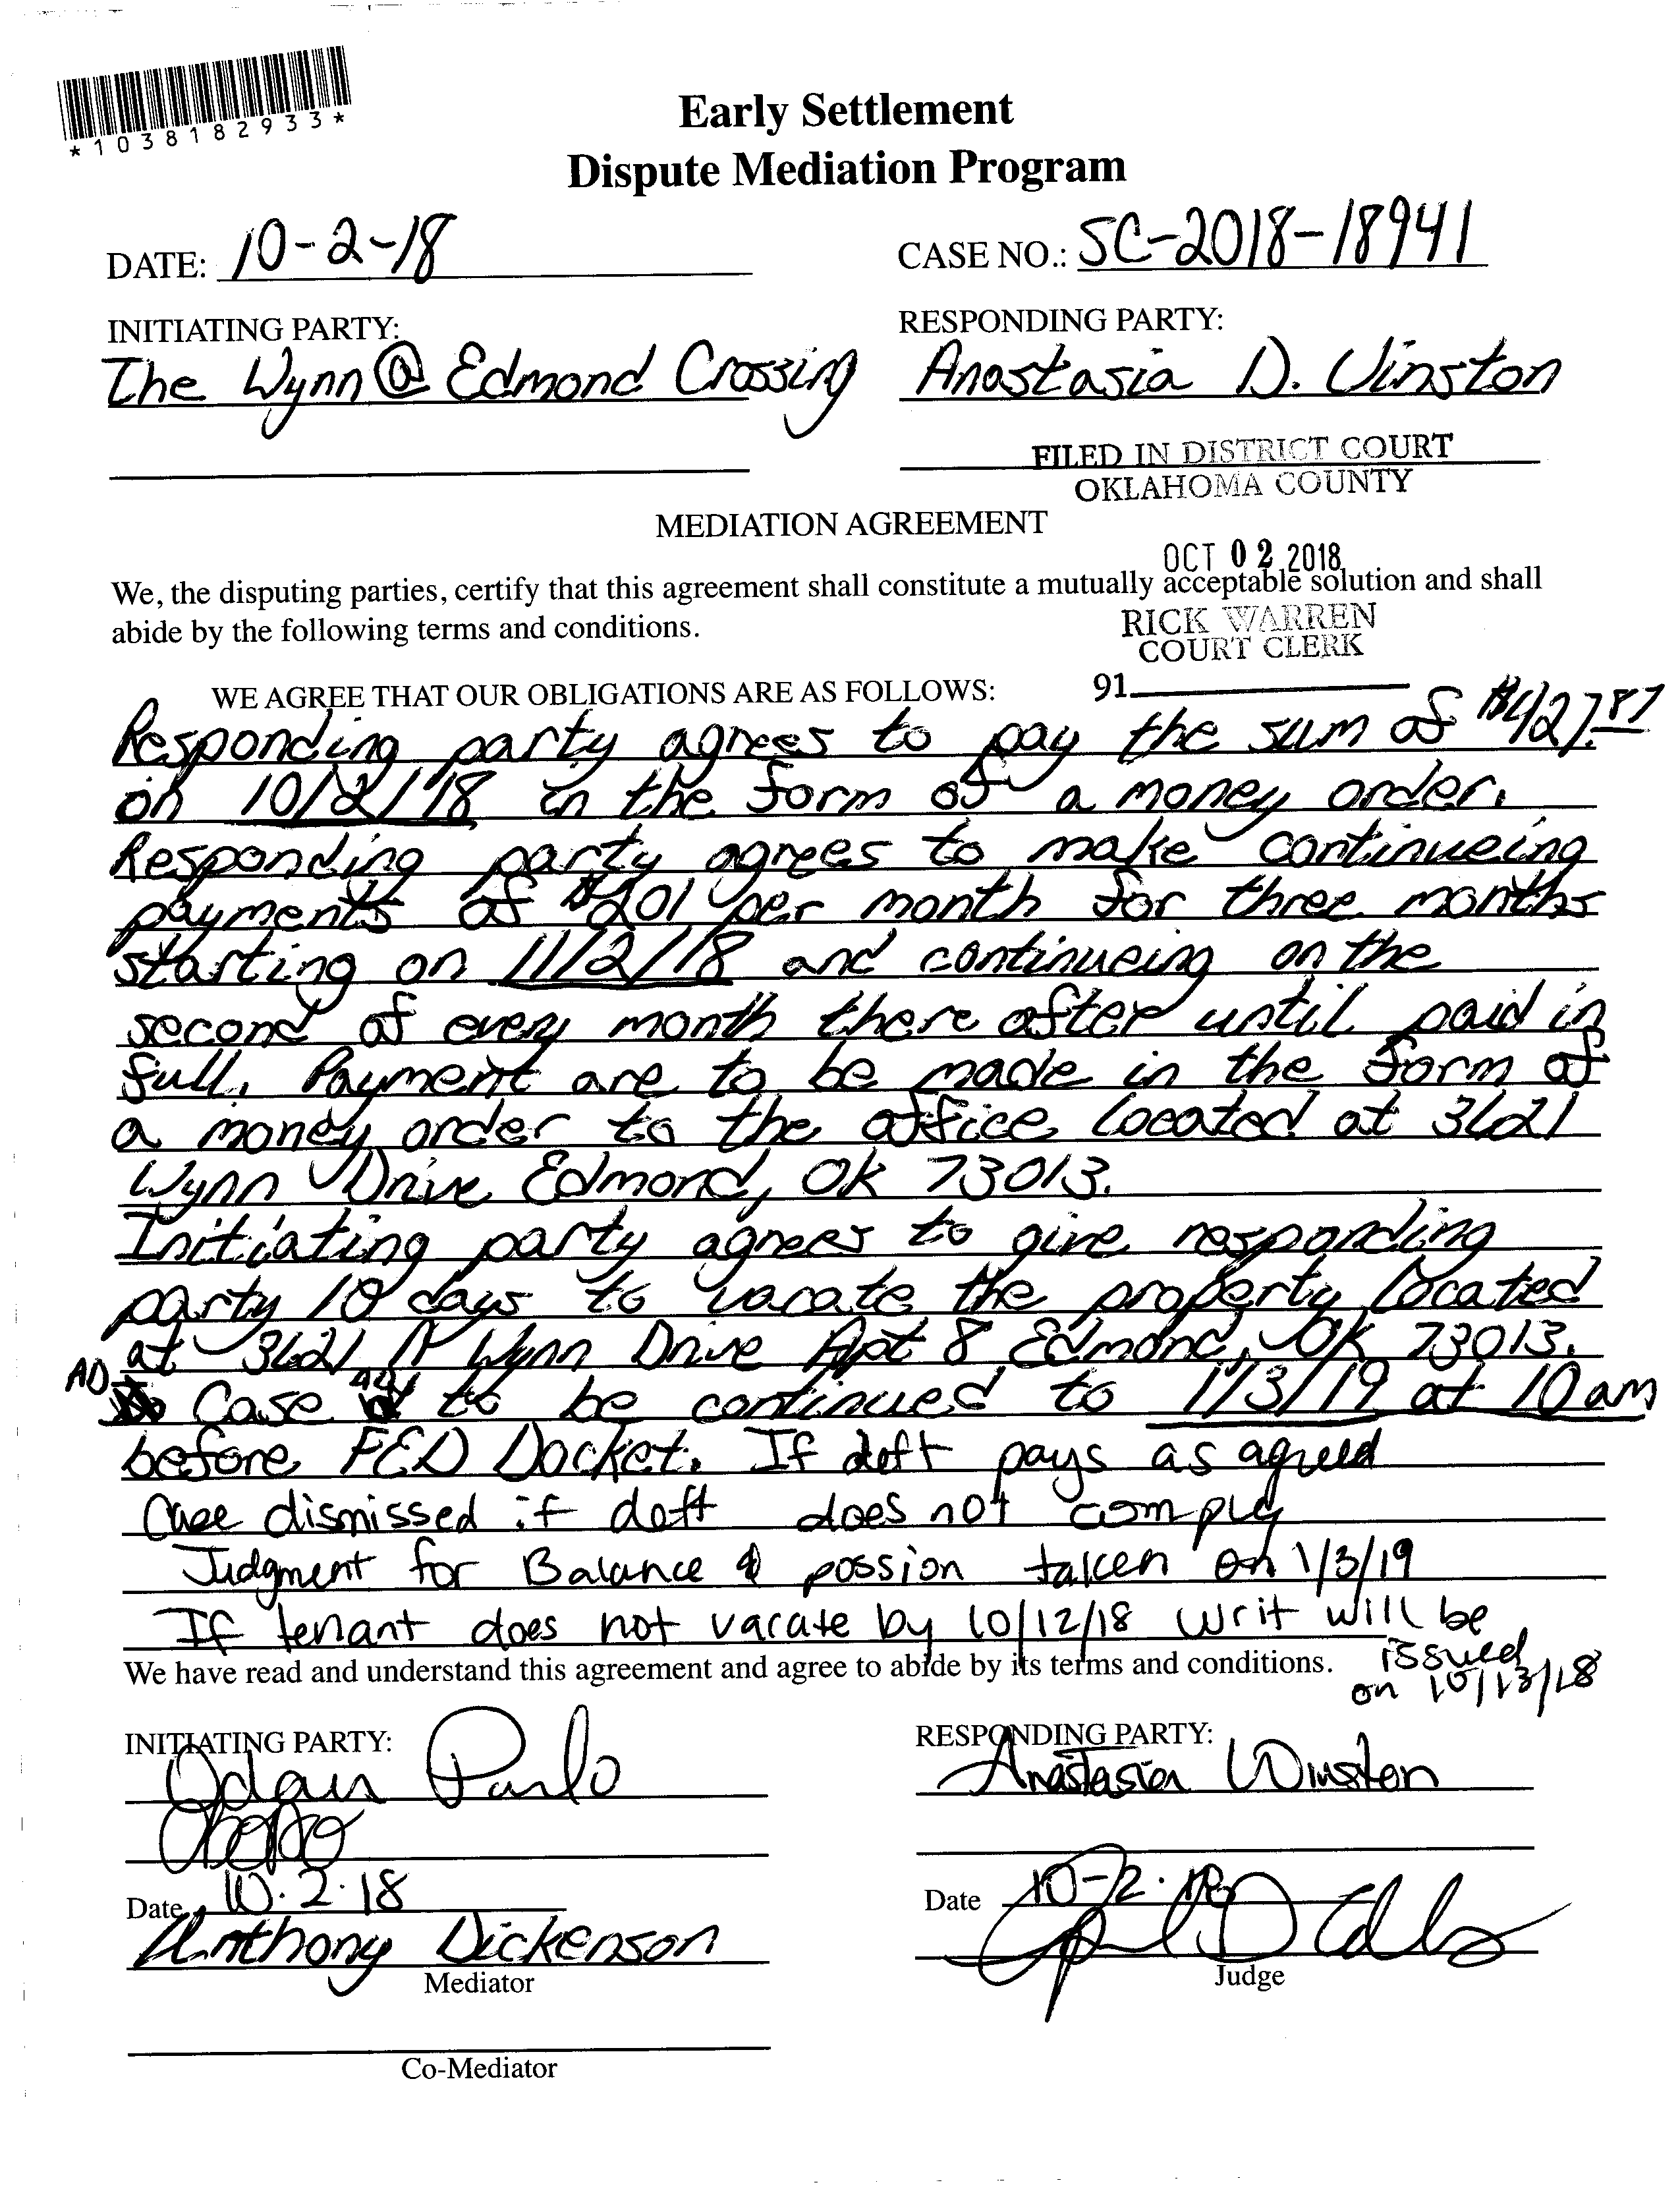 *1038182933*
Early Settlement
Dispute Mediation Program
DATE: 10-2-18
CASE NO.: SC-2018-18941
INITIATING PARTY:
RESPONDING PARTY:
The Wynn @ Edmond Crossing
Anastasia D. Winston
FILED IN DISTRICT COURT
OKLAHOMA COUNTY
MEDIATION AGREEMENT
OCT 02 2018
We, the disputing parties, certify that this agreement shall constitute a mutually acceptable solution and shall
abide by the following terms and conditions.
RICK WARREN
COURT CLERK
91
WE AGREE THAT OUR OBLIGATIONS ARE AS FOLLOWS:
Responding party agrees to pay the sum of $427.87
on 10/2/18 in the form of a money order.
Responding party agrees to make continueing
payments of $201 per month for three months
starting on 11/2/18 and continueing on the
second of every month there after until paid in
full. Payment are to be made in the form of
a money order to the office located at 3621
Wynn Drive Edmond, OK 73013.
Initiating party agrees to give responding
party 10 days to vacate the property located
at 3621 Wynn Drive Apt 8 Edmond, OK 73013.
AD Case to be continued to 1/3/19 at 10 am
before FED Docket. If deft pays as agreed
Case dismissed if deft does not comply
Judgment for Balance & possion taken on 1/3/19
If tenant does not vacate by 10/12/18 writ will be
issued
on 10/13/18
We have read and understand this agreement and agree to abide by its terms and conditions.
INITIATING PARTY:
RESPONDING PARTY:
Anastasia Winston
Date 10.2.18
Date 10-2-18
Anthony Dickenson
Mediator
Judge
Co-Mediator